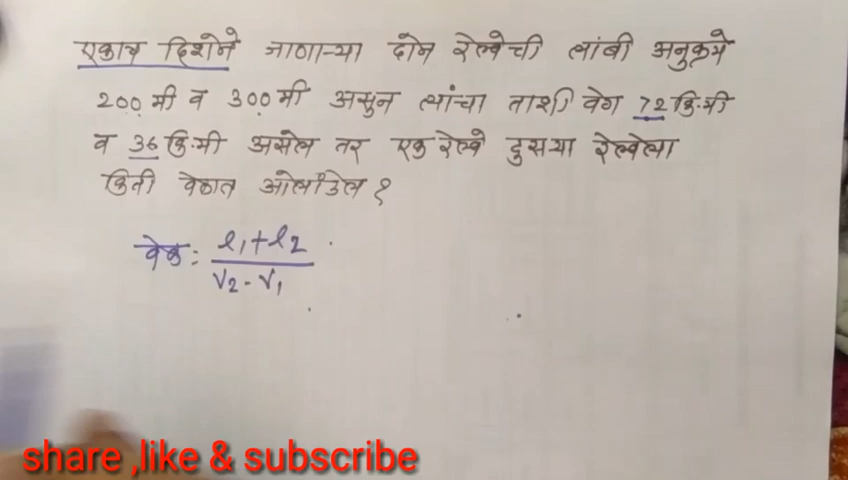 एकाच दिशेने जाणाऱ्या दोन रेल्वेची लांबी अनुक्रमे
200 मी व 300 मी असुन त्यांचा ताशी वेग 72 कि.मी
व 36 कि.मी असेल तर एक रेल्वे दुसऱ्या रेल्वेला
किती वेळात ओलांडेल ?
वेळ = l₁+l₂
V₂-V₁
share ,like & subscribe